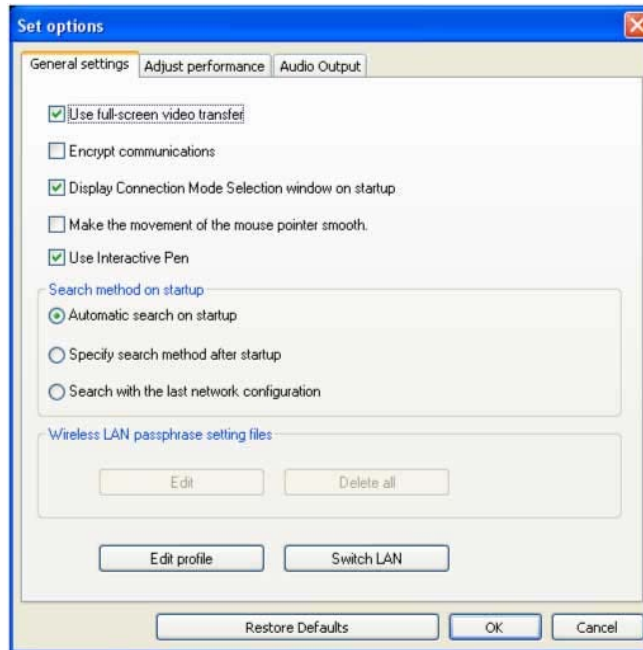 Set options
General settings Adjust performance Audio Output
Use full-screen video transfer
Encrypt communications
Display Connection Mode Selection window on startup
Make the movement of the mouse pointer smooth.
Use Interactive Pen
Search method on startup
Automatic search on startup
Specify search method after startup
Search with the last network configuration
Wireless LAN passphrase setting files
Edit Delete all
Edit profile Switch LAN
Restore Defaults OK Cancel